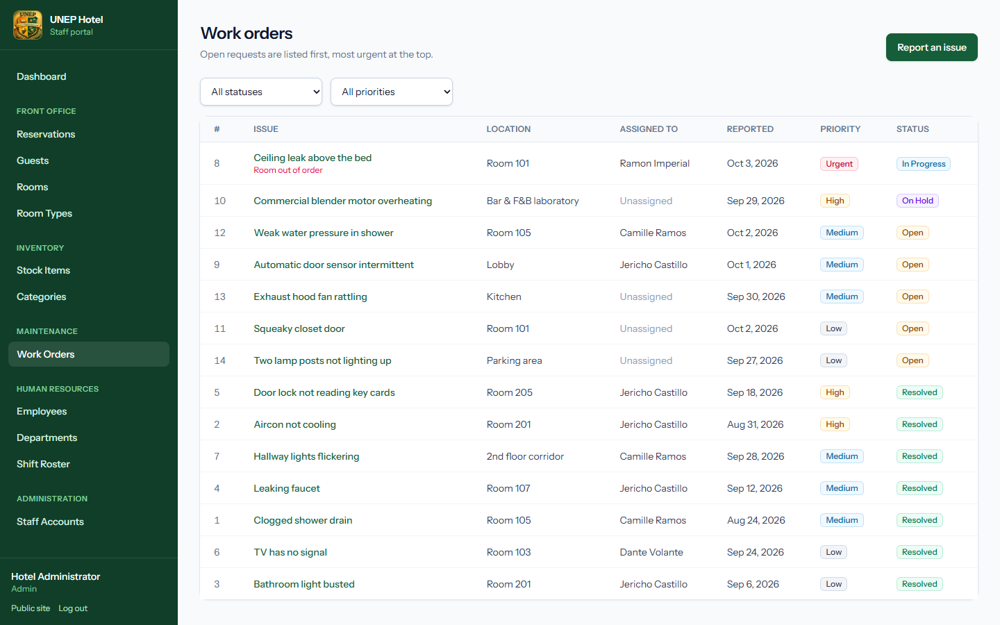 UNEP
UNEP Hotel
Staff portal
Dashboard
FRONT OFFICE
Reservations
Guests
Rooms
Room Types
INVENTORY
Stock Items
Categories
MAINTENANCE
Work Orders
HUMAN RESOURCES
Employees
Departments
Shift Roster
ADMINISTRATION
Staff Accounts
Hotel Administrator
Admin
Public site Log out
Work orders
Open requests are listed first, most urgent at the top.
Report an issue
All statuses All priorities
# ISSUE LOCATION ASSIGNED TO REPORTED PRIORITY STATUS
8 Ceiling leak above the bed Room 101 Ramon Imperial Oct 3, 2026 Urgent In Progress
Room out of order
10 Commercial blender motor overheating Bar & F&B laboratory Unassigned Sep 29, 2026 High On Hold
12 Weak water pressure in shower Room 105 Camille Ramos Oct 2, 2026 Medium Open
9 Automatic door sensor intermittent Lobby Jericho Castillo Oct 1, 2026 Medium Open
13 Exhaust hood fan rattling Kitchen Unassigned Sep 30, 2026 Medium Open
11 Squeaky closet door Room 101 Unassigned Oct 2, 2026 Low Open
14 Two lamp posts not lighting up Parking area Unassigned Sep 27, 2026 Low Open
5 Door lock not reading key cards Room 205 Jericho Castillo Sep 18, 2026 High Resolved
2 Aircon not cooling Room 201 Jericho Castillo Aug 31, 2026 High Resolved
7 Hallway lights flickering 2nd floor corridor Camille Ramos Sep 28, 2026 Medium Resolved
4 Leaking faucet Room 107 Jericho Castillo Sep 12, 2026 Medium Resolved
1 Clogged shower drain Room 105 Camille Ramos Aug 24, 2026 Medium Resolved
6 TV has no signal Room 103 Dante Volante Sep 24, 2026 Low Resolved
3 Bathroom light busted Room 201 Jericho Castillo Sep 6, 2026 Low Resolved